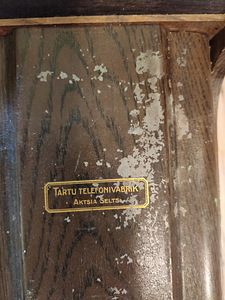 TARTU TELEFONIVABRIK
AKTSIA SELTS